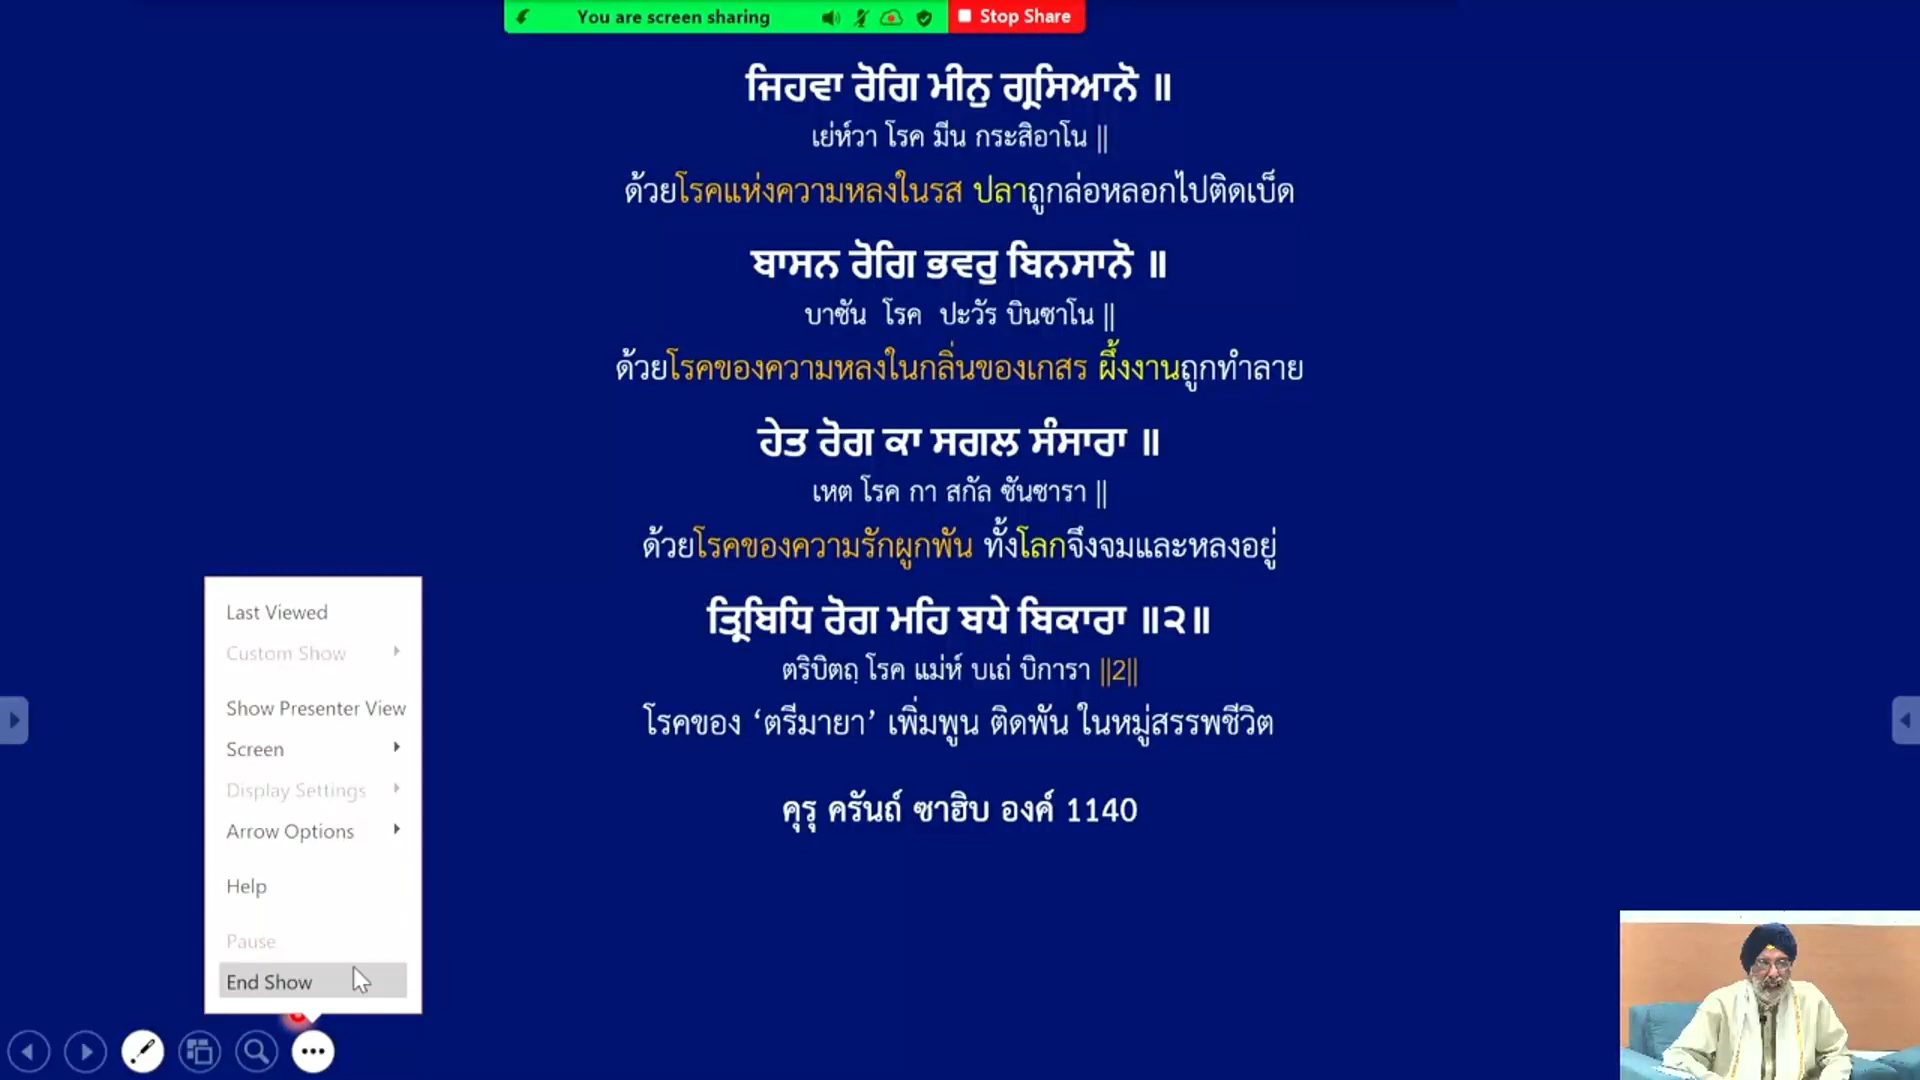 You are screen sharing
Stop Share
ਜਿਹਵਾ ਰੋਗਿ ਮੀਨੁ ਗ੍ਰਸਿਆਨੋ ॥
เย่ห์วา โรค มีน กระสิอาโน ||
ด้วยโรคแห่งความหลงในรส ปลาถูกล่อหลอกไปติดเบ็ด
ਬਾਸਨ ਰੋਗਿ ਭਵਰੁ ਬਿਨਸਾਨੋ ॥
บาซัน โรค ปะวัร บินซาโน ||
ด้วยโรคของความหลงในกลิ่นของเกสร ผึ้งงานถูกทำลาย
ਹੇਤ ਰੋਗ ਕਾ ਸਗਲ ਸੰਸਾਰਾ ॥
เหต โรค กา สกัล ซันซารา ||
ด้วยโรคของความรักผูกพัน ทั้งโลกจึงจมและหลงอยู่
ਤ੍ਰਿਬਿਧਿ ਰੋਗ ਮਹਿ ਬਧੇ ਬਿਕਾਰਾ ॥੨॥
ตริบิตฤ โรค แม่ห์ บเถ่ บิการา ||2||
โรคของ ‘ตรีมายา’ เพิ่มพูน ติดพัน ในหมู่สรรพชีวิต
คุรุ ครันถ์ ซาฮิบ องค์ 1140
Last Viewed
Custom Show
Show Presenter View
Screen
Display Settings
Arrow Options
Help
Pause
End Show